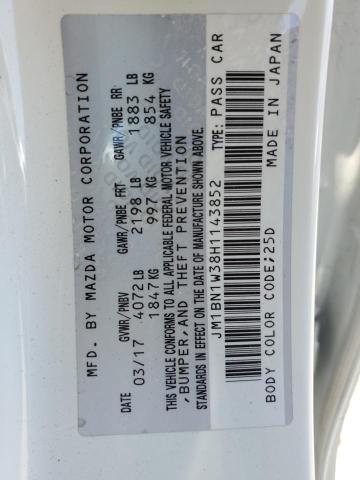 MFD. BY MAZDA MOTOR CORPORATION
GVWR/PNBV GAWR/PNBE FRT GAWR/PNBE RR
DATE
03/17 4072 LB 2198 LB 1883 LB
1847 KG 997 KG 854 KG
THIS VEHICLE CONFORMS TO ALL APPLICABLE FEDERAL MOTOR VEHICLE SAFETY
,BUMPER,AND THEFT PREVENTION
STANDARDS IN EFFECT ON THE DATE OF MANUFACTURE SHOWN ABOVE
JM1BN1W38H1143852 TYPE: PASS CAR
BODY COLOR CODE;25D MADE IN JAPAN